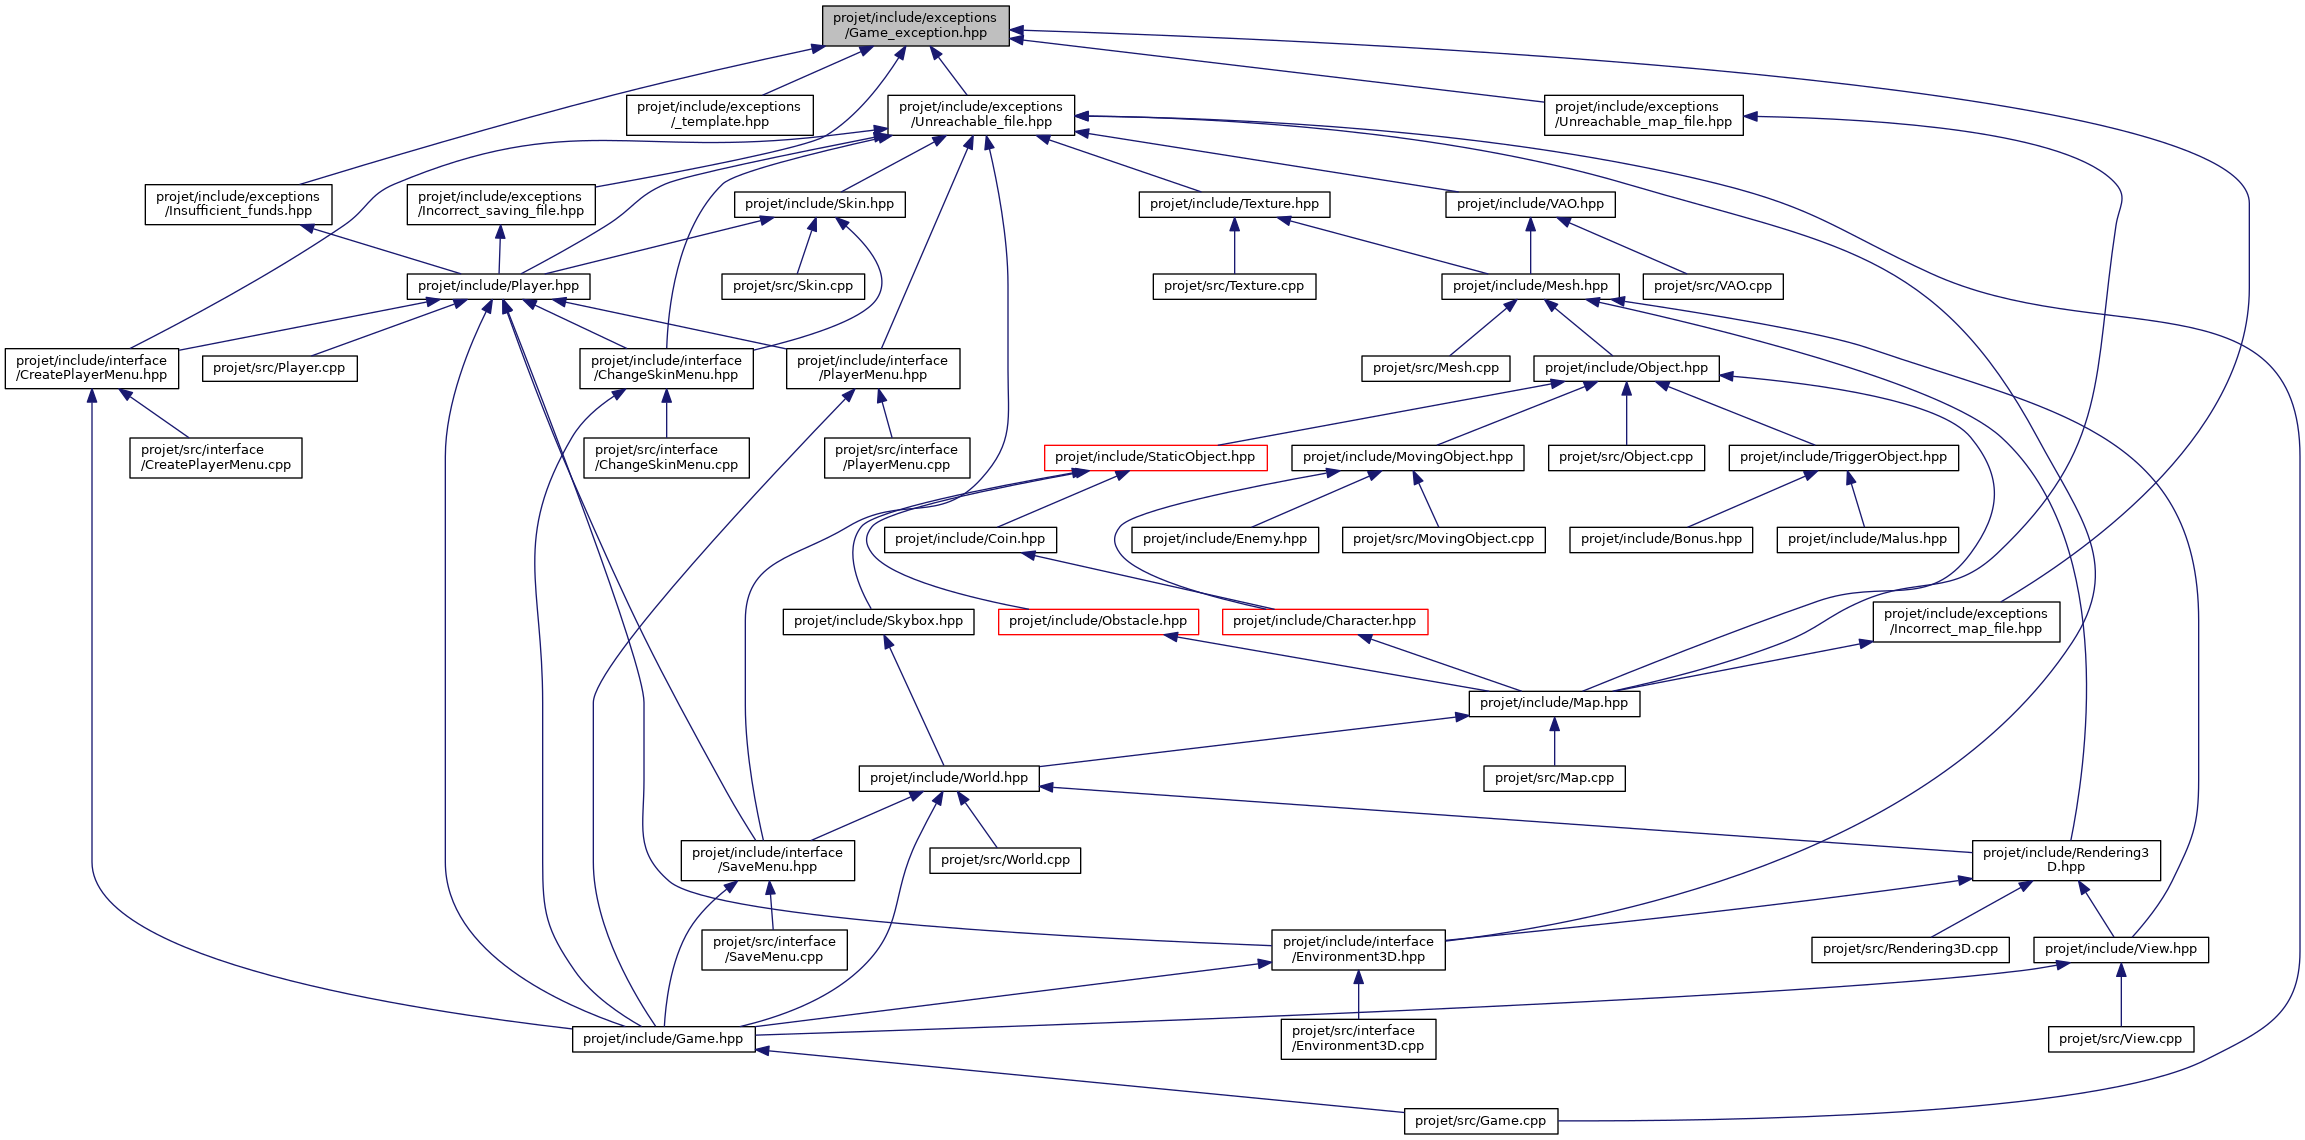 projet/include/exceptions
/Game_exception.hpp
projet/include/exceptions
/_template.hpp
projet/include/exceptions
/Unreachable_file.hpp
projet/include/exceptions
/Unreachable_map_file.hpp
projet/include/exceptions
/Insufficient_funds.hpp
projet/include/exceptions
/Incorrect_saving_file.hpp
projet/include/Skin.hpp
projet/include/Texture.hpp
projet/include/VAO.hpp
projet/include/Player.hpp
projet/src/Skin.cpp
projet/src/Texture.cpp
projet/include/Mesh.hpp
projet/src/VAO.cpp
projet/include/interface
/CreatePlayerMenu.hpp
projet/src/Player.cpp
projet/include/interface
/ChangeSkinMenu.hpp
projet/include/interface
/PlayerMenu.hpp
projet/src/Mesh.cpp
projet/include/Object.hpp
projet/src/interface
/CreatePlayerMenu.cpp
projet/src/interface
/ChangeSkinMenu.cpp
projet/src/interface
/PlayerMenu.cpp
projet/include/StaticObject.hpp
projet/include/MovingObject.hpp
projet/src/Object.cpp
projet/include/TriggerObject.hpp
projet/include/Coin.hpp
projet/include/Enemy.hpp
projet/src/MovingObject.cpp
projet/include/Bonus.hpp
projet/include/Malus.hpp
projet/include/Skybox.hpp
projet/include/Obstacle.hpp
projet/include/Character.hpp
projet/include/exceptions
/Incorrect_map_file.hpp
projet/include/Map.hpp
projet/include/World.hpp
projet/src/Map.cpp
projet/include/interface
/SaveMenu.hpp
projet/src/World.cpp
projet/include/Rendering3
D.hpp
projet/src/interface
/SaveMenu.cpp
projet/include/interface
/Environment3D.hpp
projet/src/Rendering3D.cpp
projet/include/View.hpp
projet/include/Game.hpp
projet/src/interface
/Environment3D.cpp
projet/src/View.cpp
projet/src/Game.cpp